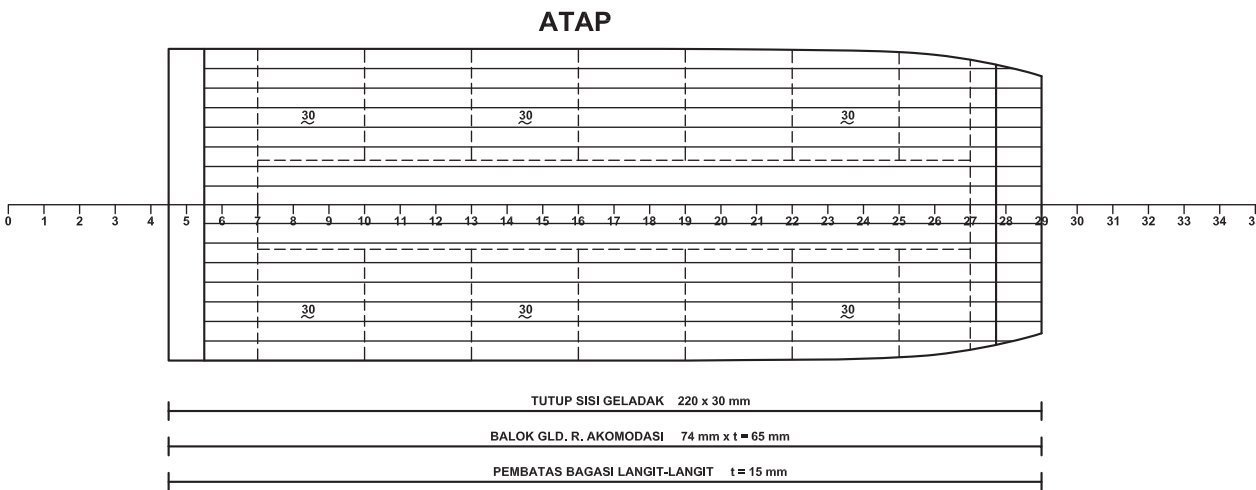 ATAP
30 30 30
0 1 2 3 4 5 6 7 8 9 10 11 12 13 14 15 16 17 18 19 20 21 22 23 24 25 26 27 28 29 30 31 32 33 34 3
30 30 30
TUTUP SISI GELADAK 220 x 30 mm
BALOK GLD. R. AKOMODASI 74 mm x t = 65 mm
PEMBATAS BAGASI LANGIT-LANGIT t = 15 mm